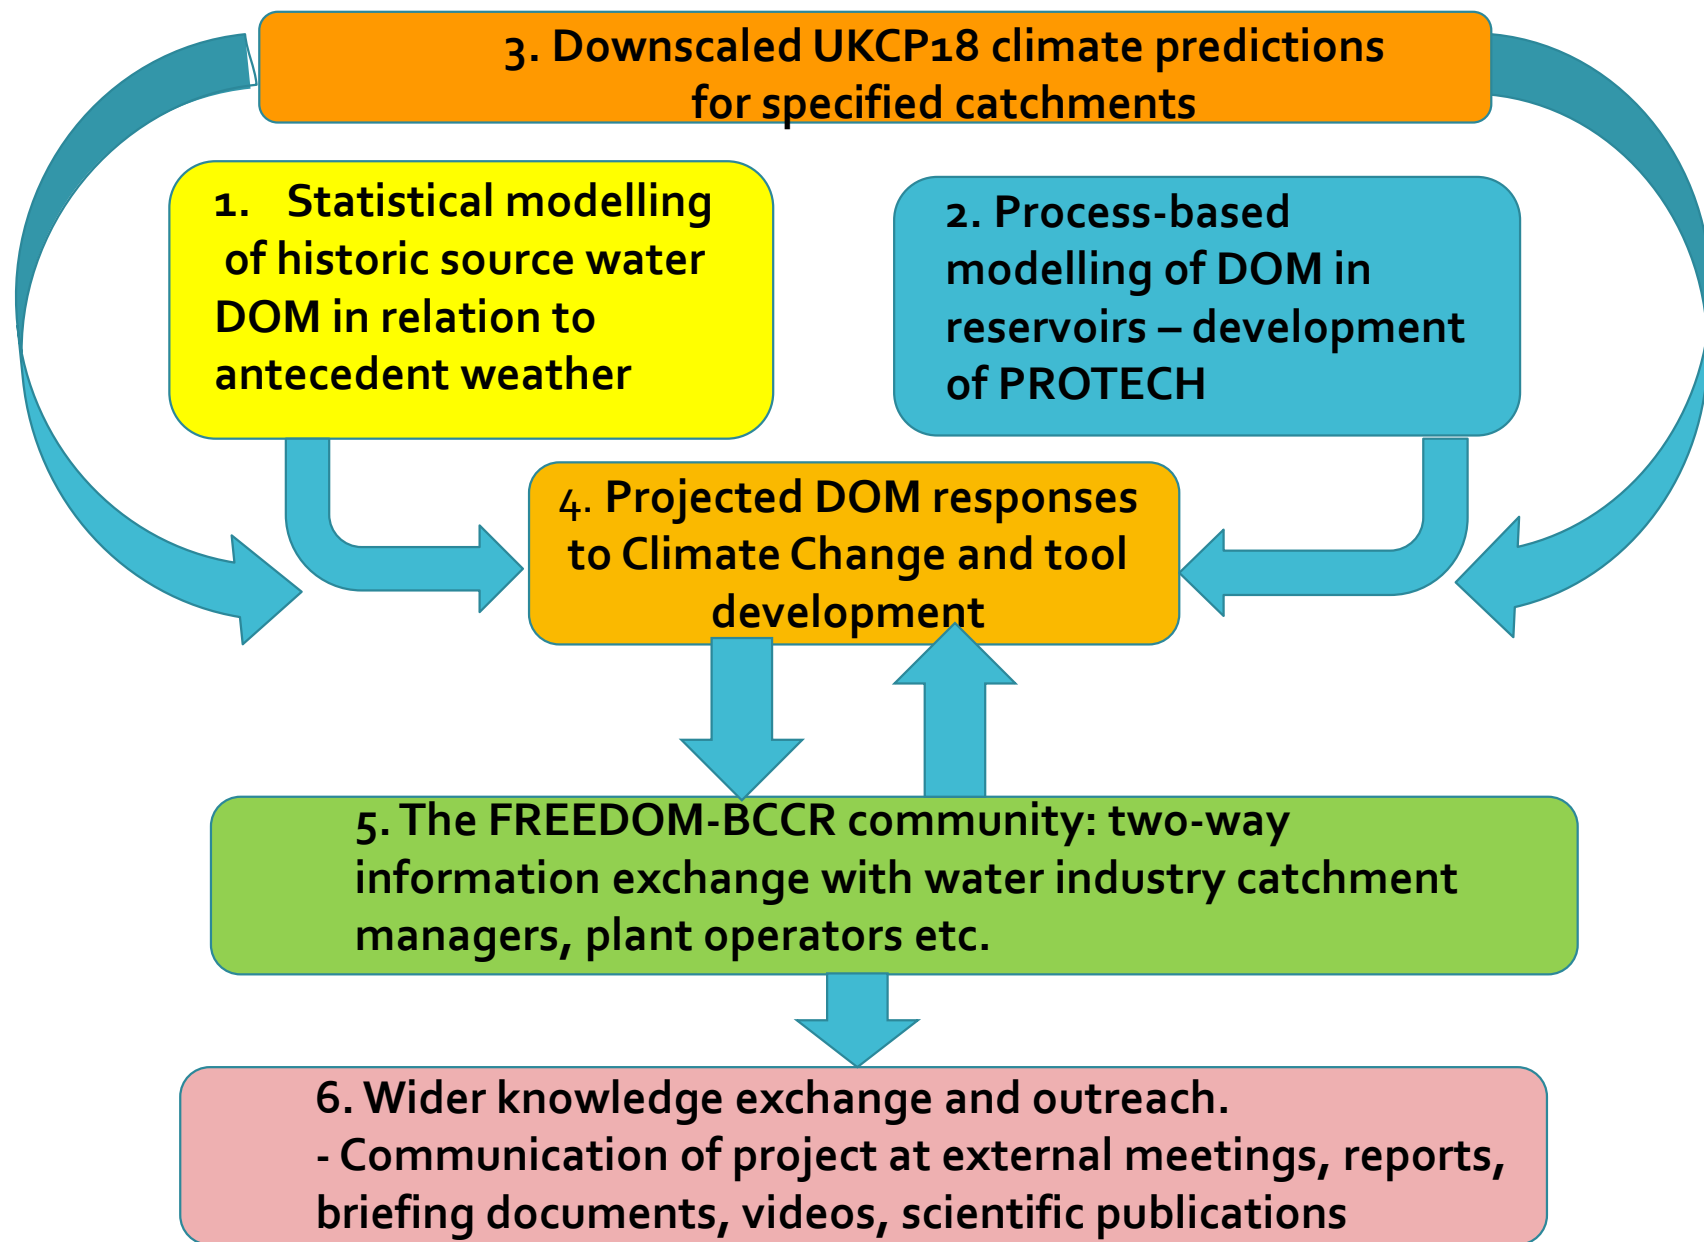 3. Downscaled UKCP18 climate predictions
for specified catchments
1. Statistical modelling
of historic source water
DOM in relation to
antecedent weather
2. Process-based
modelling of DOM in
reservoirs – development
of PROTECH
4. Projected DOM responses
to Climate Change and tool
development
5. The FREEDOM-BCCR community: two-way
information exchange with water industry catchment
managers, plant operators etc.
6. Wider knowledge exchange and outreach.
- Communication of project at external meetings, reports,
briefing documents, videos, scientific publications